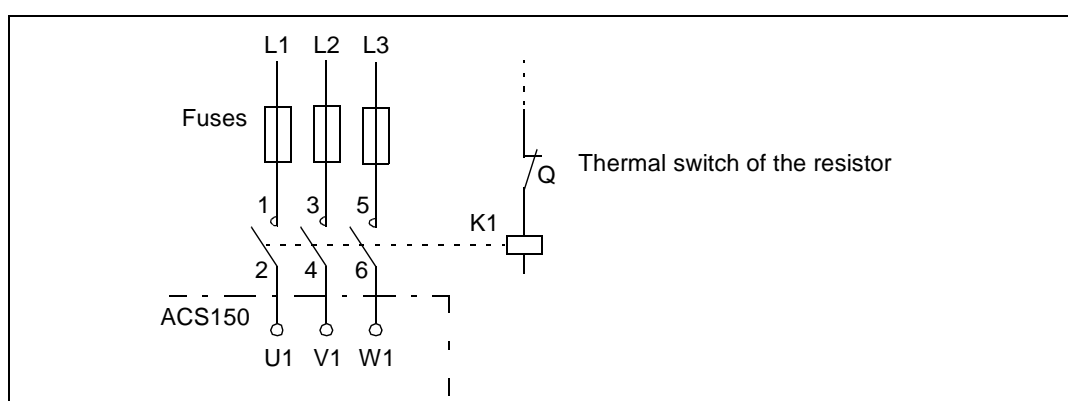 L1 L2 L3
Fuses
Thermal switch of the resistor
Q
1 3 5
K1
2 4 6
ACS150
U1 V1 W1